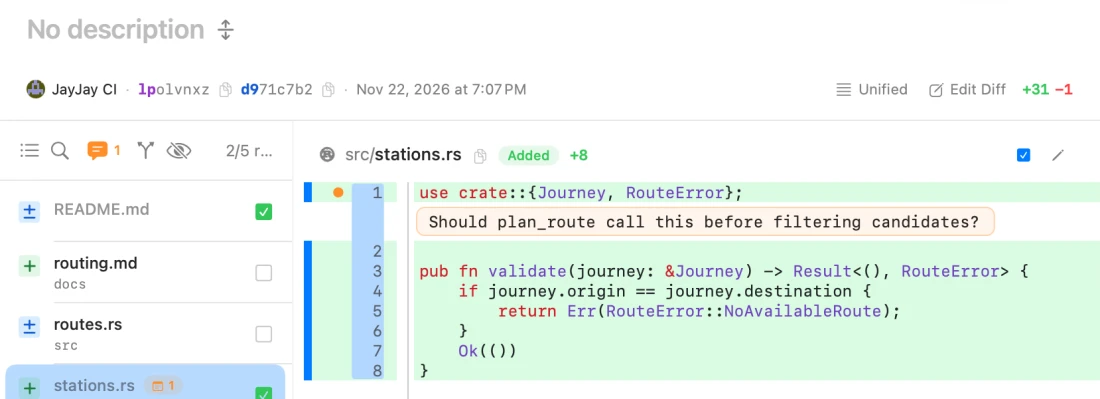 No description
JayJay CI · lpolvnxz d971c7b2 · Nov 22, 2026 at 7:07 PM
Unified Edit Diff +31 −1
1 2/5 r...
README.md
routing.md
docs
routes.rs
src
stations.rs 1
src/stations.rs Added +8
1 use crate::{Journey, RouteError};
Should plan_route call this before filtering candidates?
2
3 pub fn validate(journey: &Journey) -> Result<(), RouteError> {
4 if journey.origin == journey.destination {
5 return Err(RouteError::NoAvailableRoute);
6 }
7 Ok(())
8 }